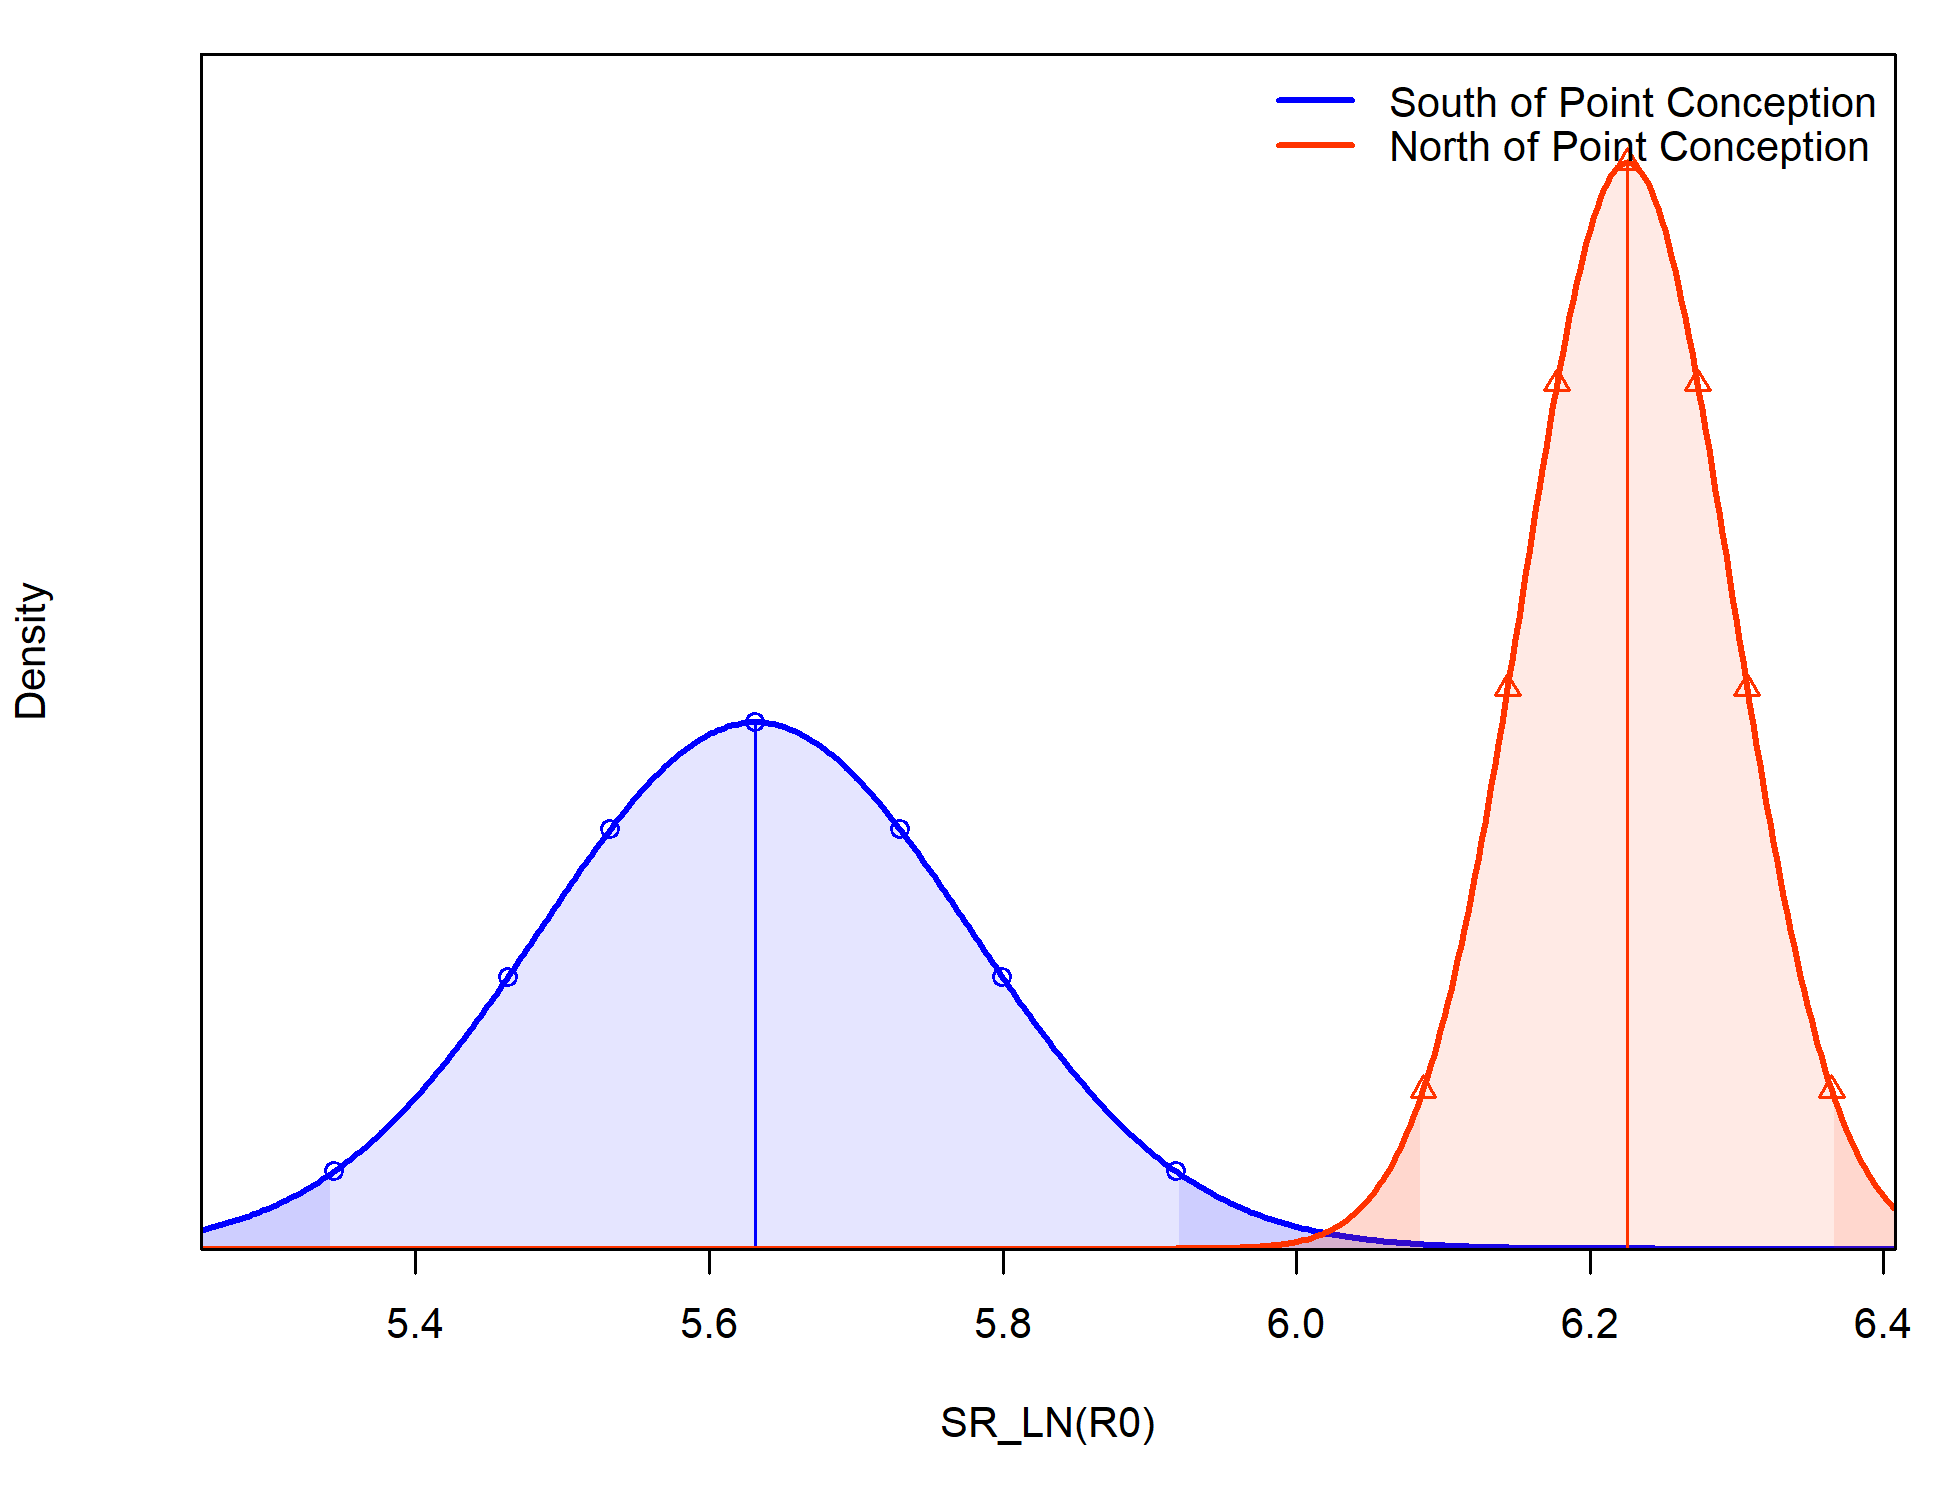 South of Point Conception
North of Point Conception
Density
5.4 5.6 5.8 6.0 6.2 6.4
SR_LN(R0)